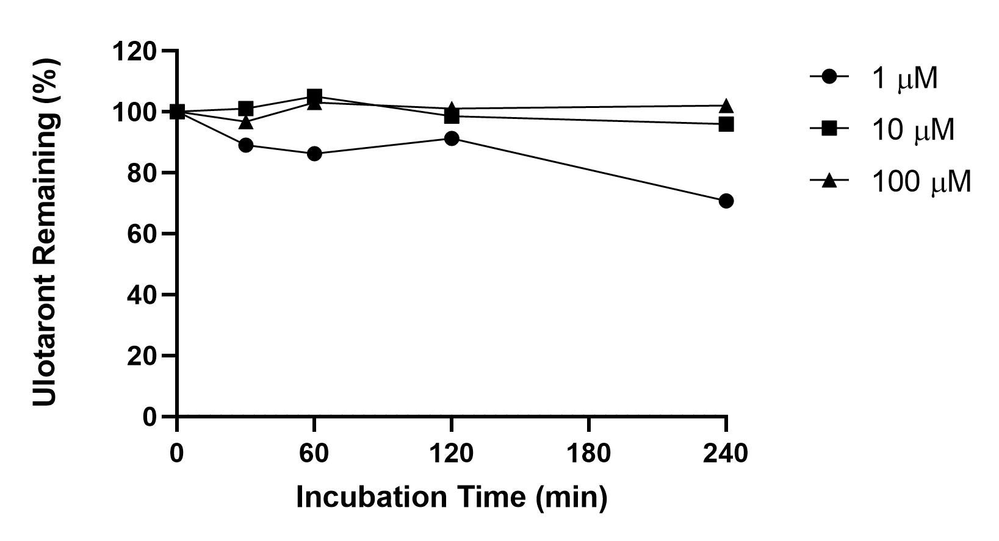 Ulotaront Remaining (%)
120
100
80
60
40
20
0
0 60 120 180 240
Incubation Time (min)
1 μM
10 μM
100 μM